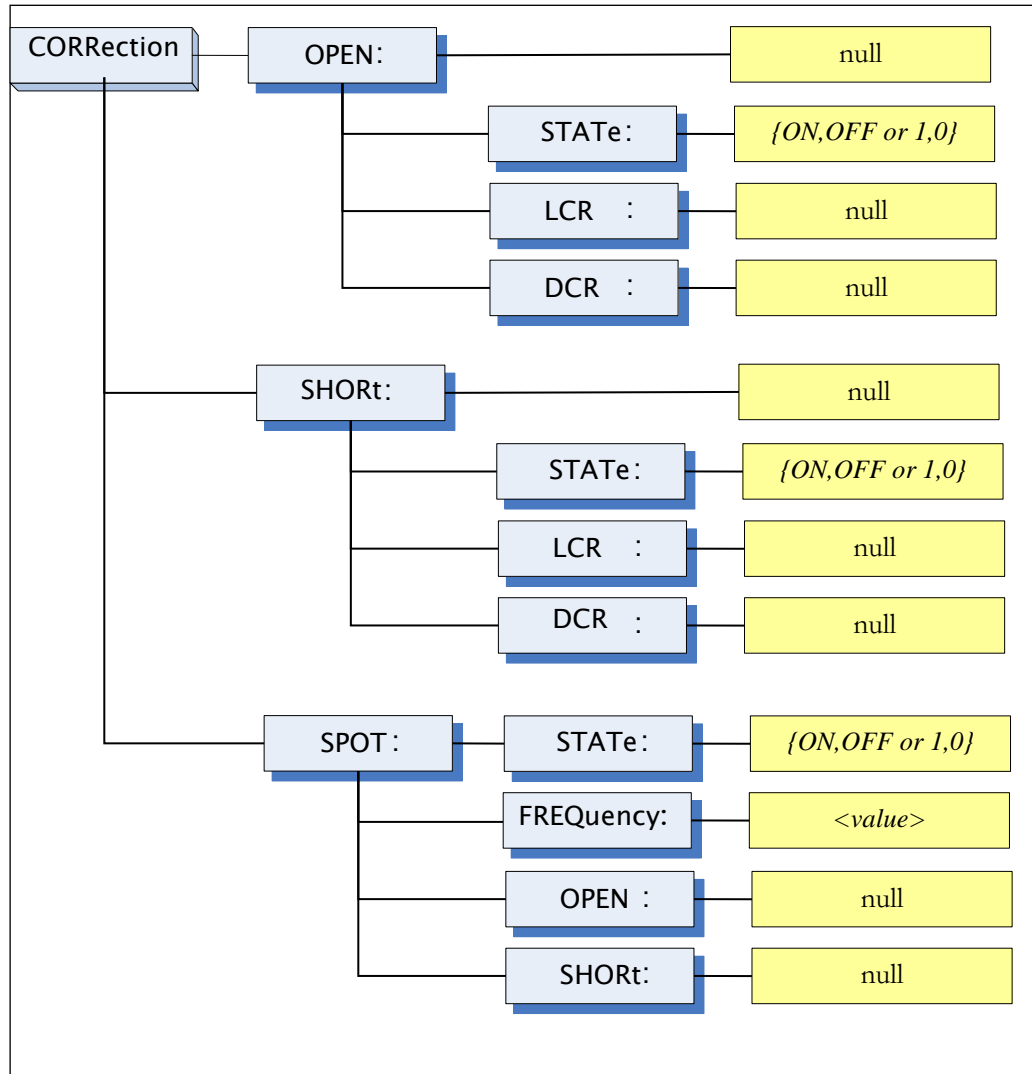 CORRection OPEN: null
STATe: {ON,OFF or 1,0}
LCR : null
DCR : null
SHORt: null
STATe: {ON,OFF or 1,0}
LCR : null
DCR : null
SPOT: STATe: {ON,OFF or 1,0}
FREQuency: <value>
OPEN : null
SHORt: null